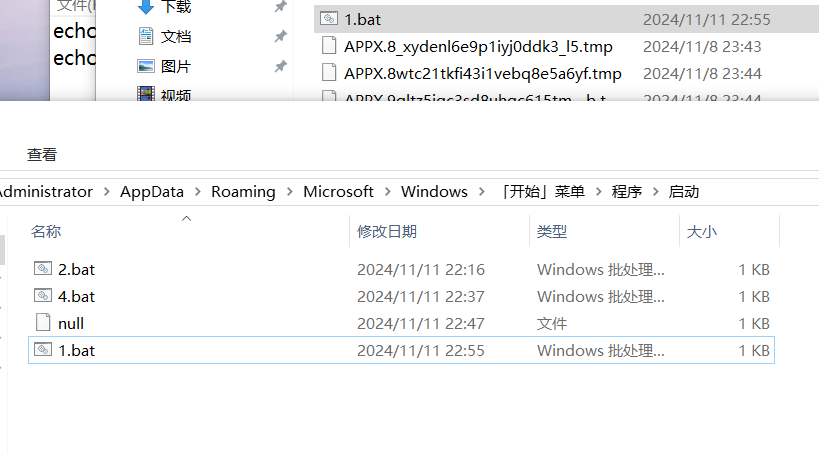 文件(
下载
1.bat 2024/11/11 22:55
echo
文档
APPX.8_xydenl6e9p1iyj0ddk3_l5.tmp 2024/11/8 23:43
echo
图片
APPX.8wtc21tkfi43i1vebq8e5a6yf.tmp 2024/11/8 23:44
视频
2024/11/8 23:44
查看
Administrator > AppData > Roaming > Microsoft > Windows > 「开始」菜单 > 程序 > 启动
名称 修改日期 类型 大小
2.bat 2024/11/11 22:16 Windows 批处理... 1 KB
4.bat 2024/11/11 22:37 Windows 批处理... 1 KB
null 2024/11/11 22:47 文件 1 KB
1.bat 2024/11/11 22:55 Windows 批处理... 1 KB